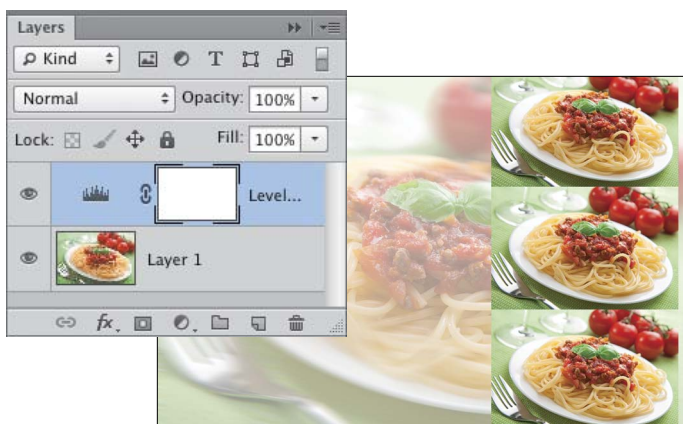 Layers
Kind
Normal Opacity: 100%
Lock: Fill: 100%
Level...
Layer 1
fx